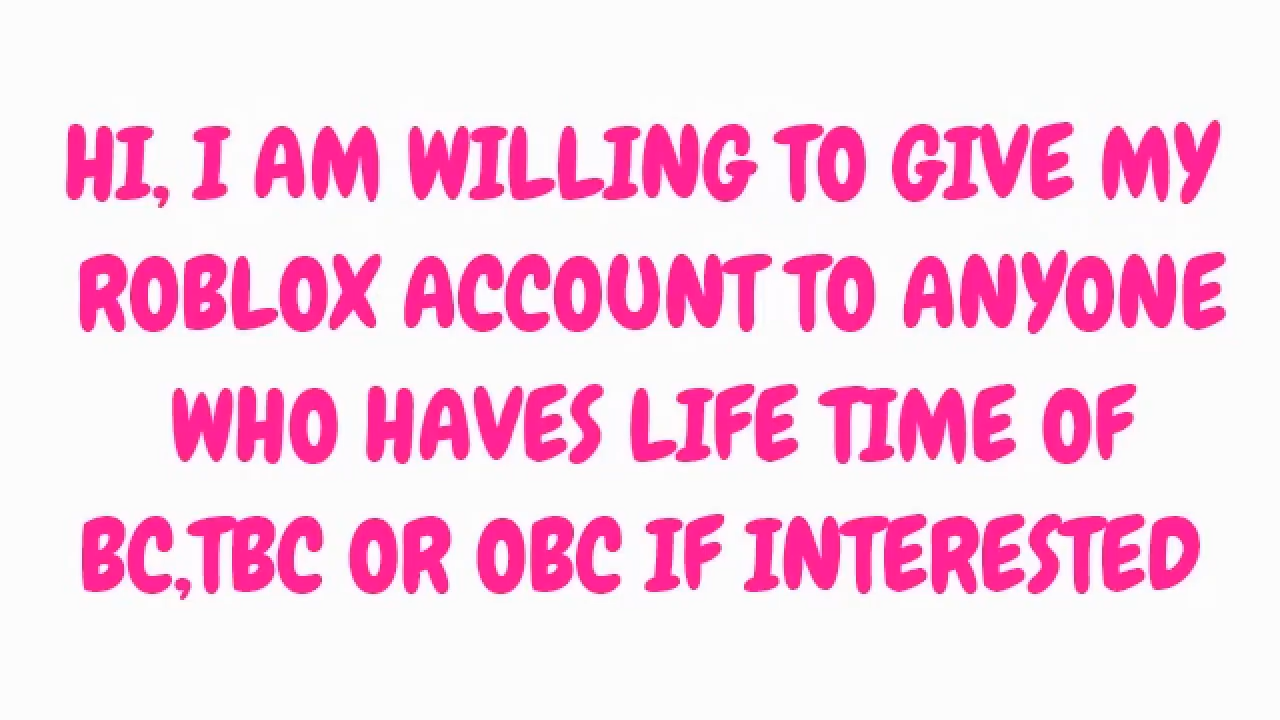 HI, I AM WILLING TO GIVE MY
ROBLOX ACCOUNT TO ANYONE
WHO HAVES LIFE TIME OF
BC,TBC OR OBC IF INTERESTED